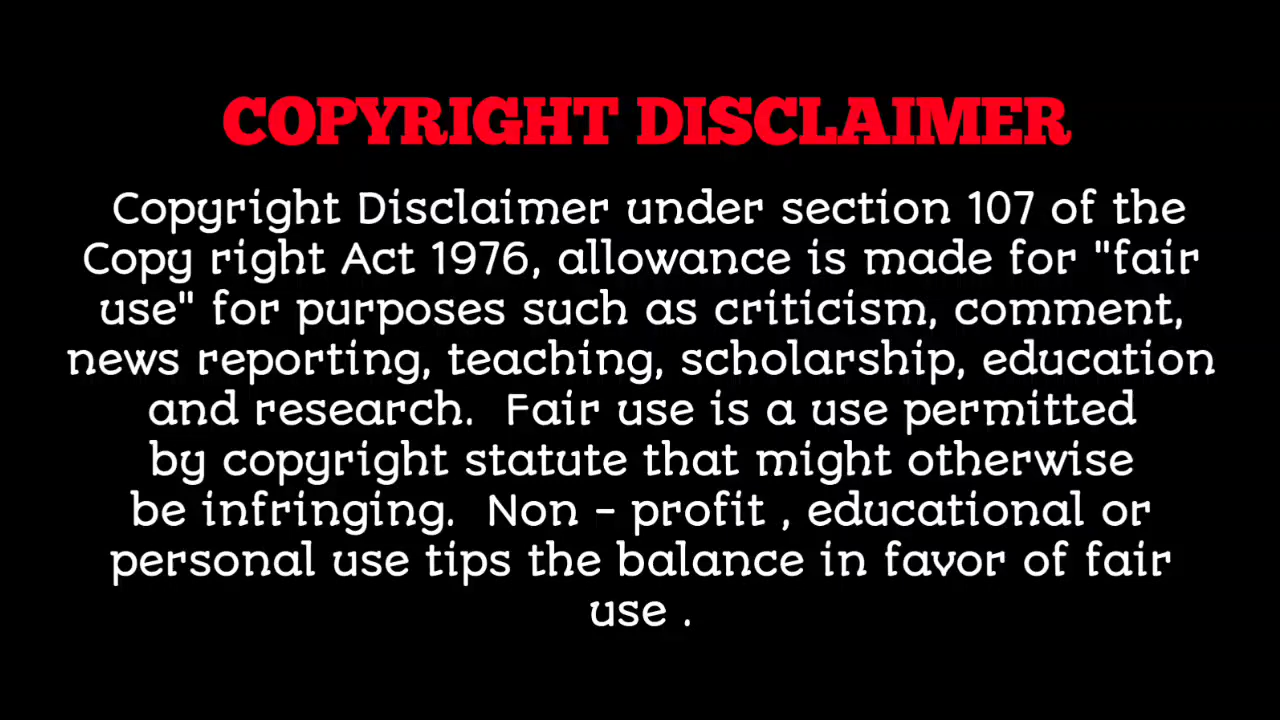 COPYRIGHT DISCLAIMER
Copyright Disclaimer under section 107 of the
Copy right Act 1976, allowance is made for "fair
use" for purposes such as criticism, comment,
news reporting, teaching, scholarship, education
and research.  Fair use is a use permitted
by copyright statute that might otherwise
be infringing.  Non - profit , educational or
personal use tips the balance in favor of fair
use .